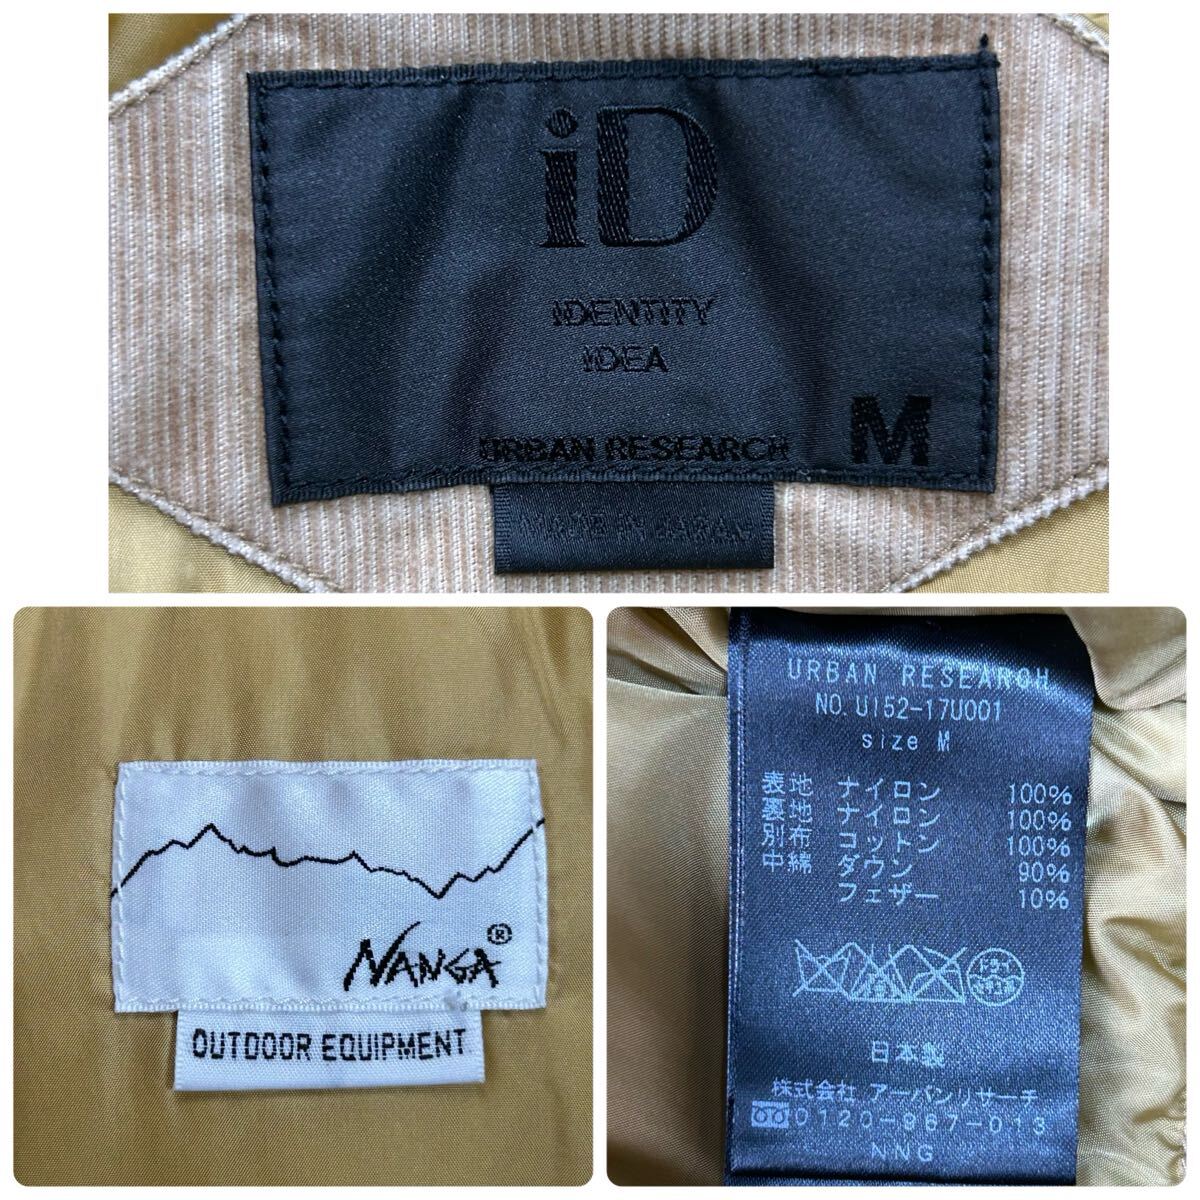 iD
IDENTITY
IDEA
URBAN RESEARCH M
MADE IN JAPAN
NANGA®
OUTDOOR EQUIPMENT
URBAN RESEARCH
NO. UI52-17U001
size M
表地 ナイロン 100%
裏地 ナイロン 100%
別布 コットン 100%
中綿 ダウン 90%
フェザー 10%
日本製
株式会社 アーバンリサーチ
0120-967-013
NNG